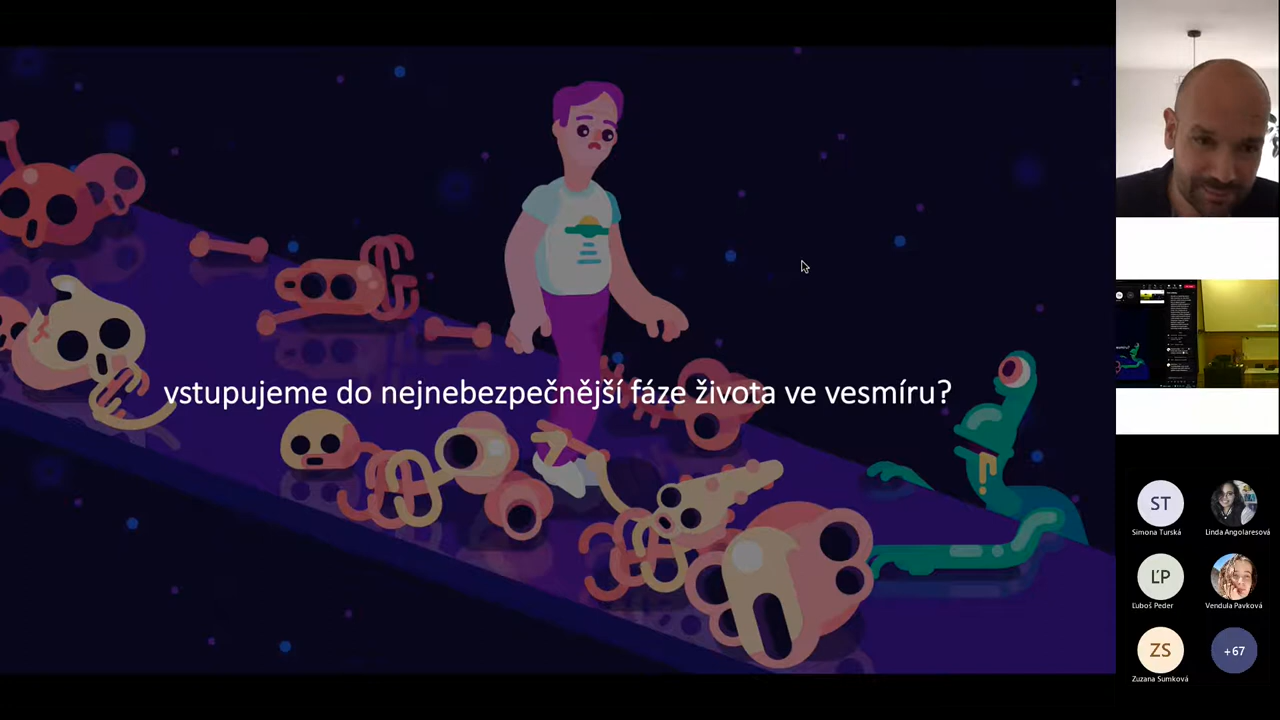 vstupujeme do nejnebezpečnější fáze života ve vesmíru?
ST
Simona Turská
Linda Angolaresová
ĽP
Ľuboš Peder
Vendula Pavková
ZS
Zuzana Sumková
+67